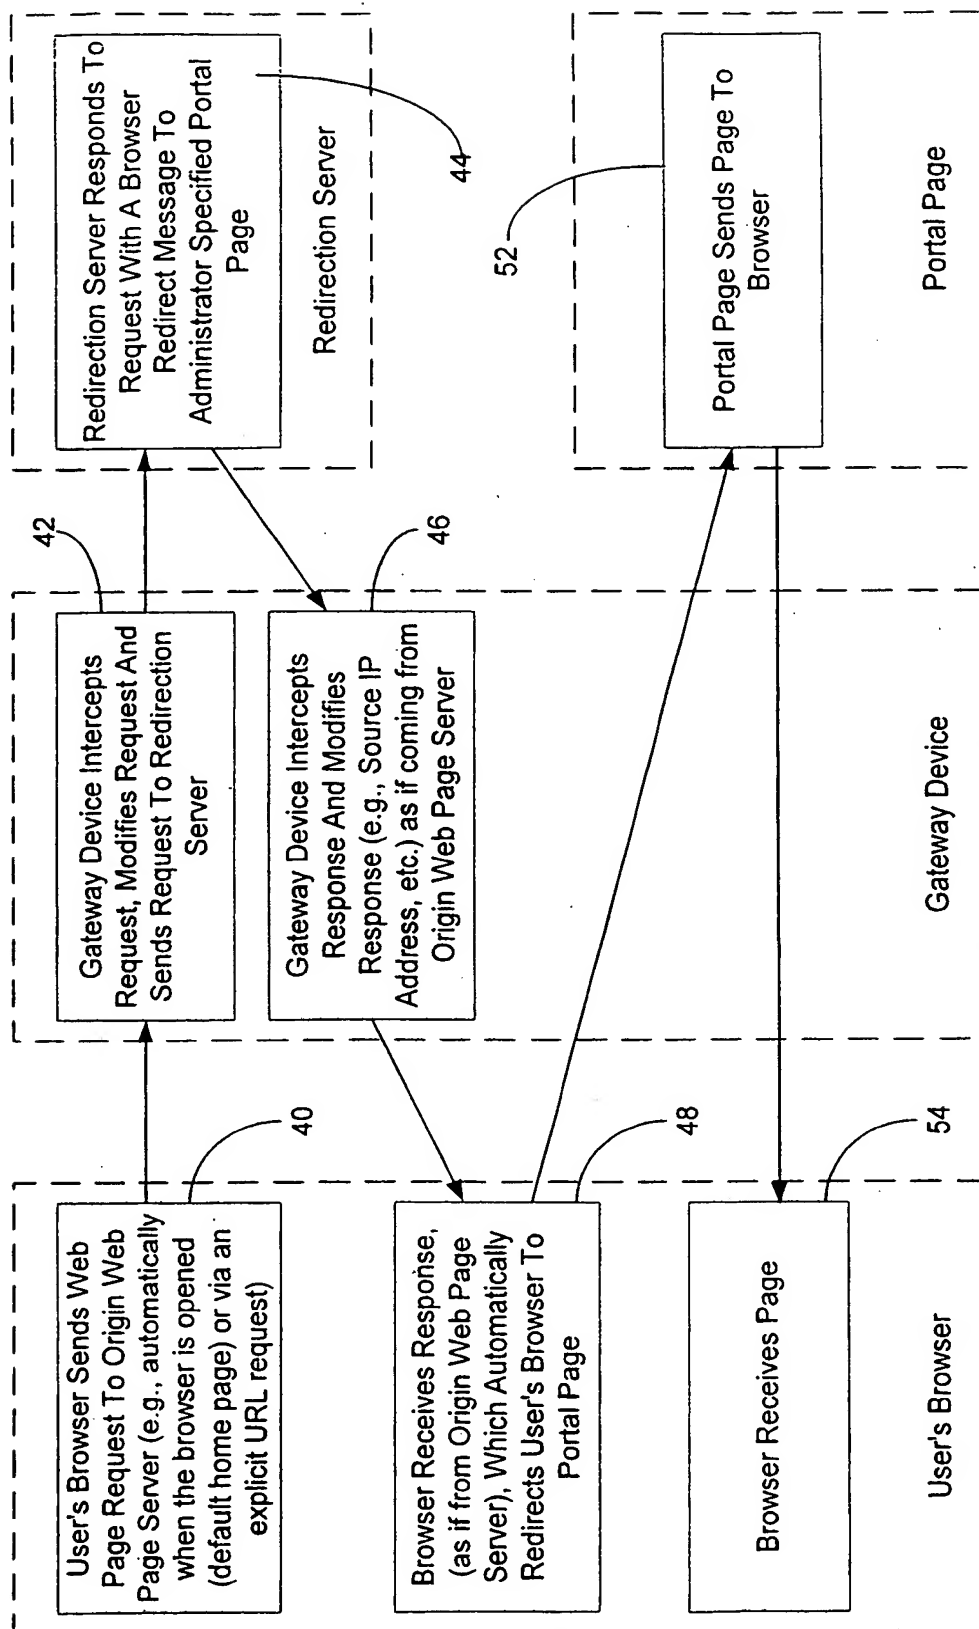 User's Browser Sends Web
Page Request To Origin Web
Page Server (e.g., automatically
when the browser is opened
(default home page) or via an
explicit URL request)
40
Gateway Device Intercepts
Request, Modifies Request And
Sends Request To Redirection
Server
42
Redirection Server Responds To
Request With A Browser
Redirect Message To
Administrator Specified Portal
Page
44
Redirection Server
Gateway Device Intercepts
Response And Modifies
Response (e.g., Source IP
Address, etc.) as if coming from
Origin Web Page Server
46
Browser Receives Response,
(as if from Origin Web Page
Server), Which Automatically
Redirects User's Browser To
Portal Page
48
52
Portal Page Sends Page To
Browser
Browser Receives Page
54
User's Browser
Gateway Device
Portal Page